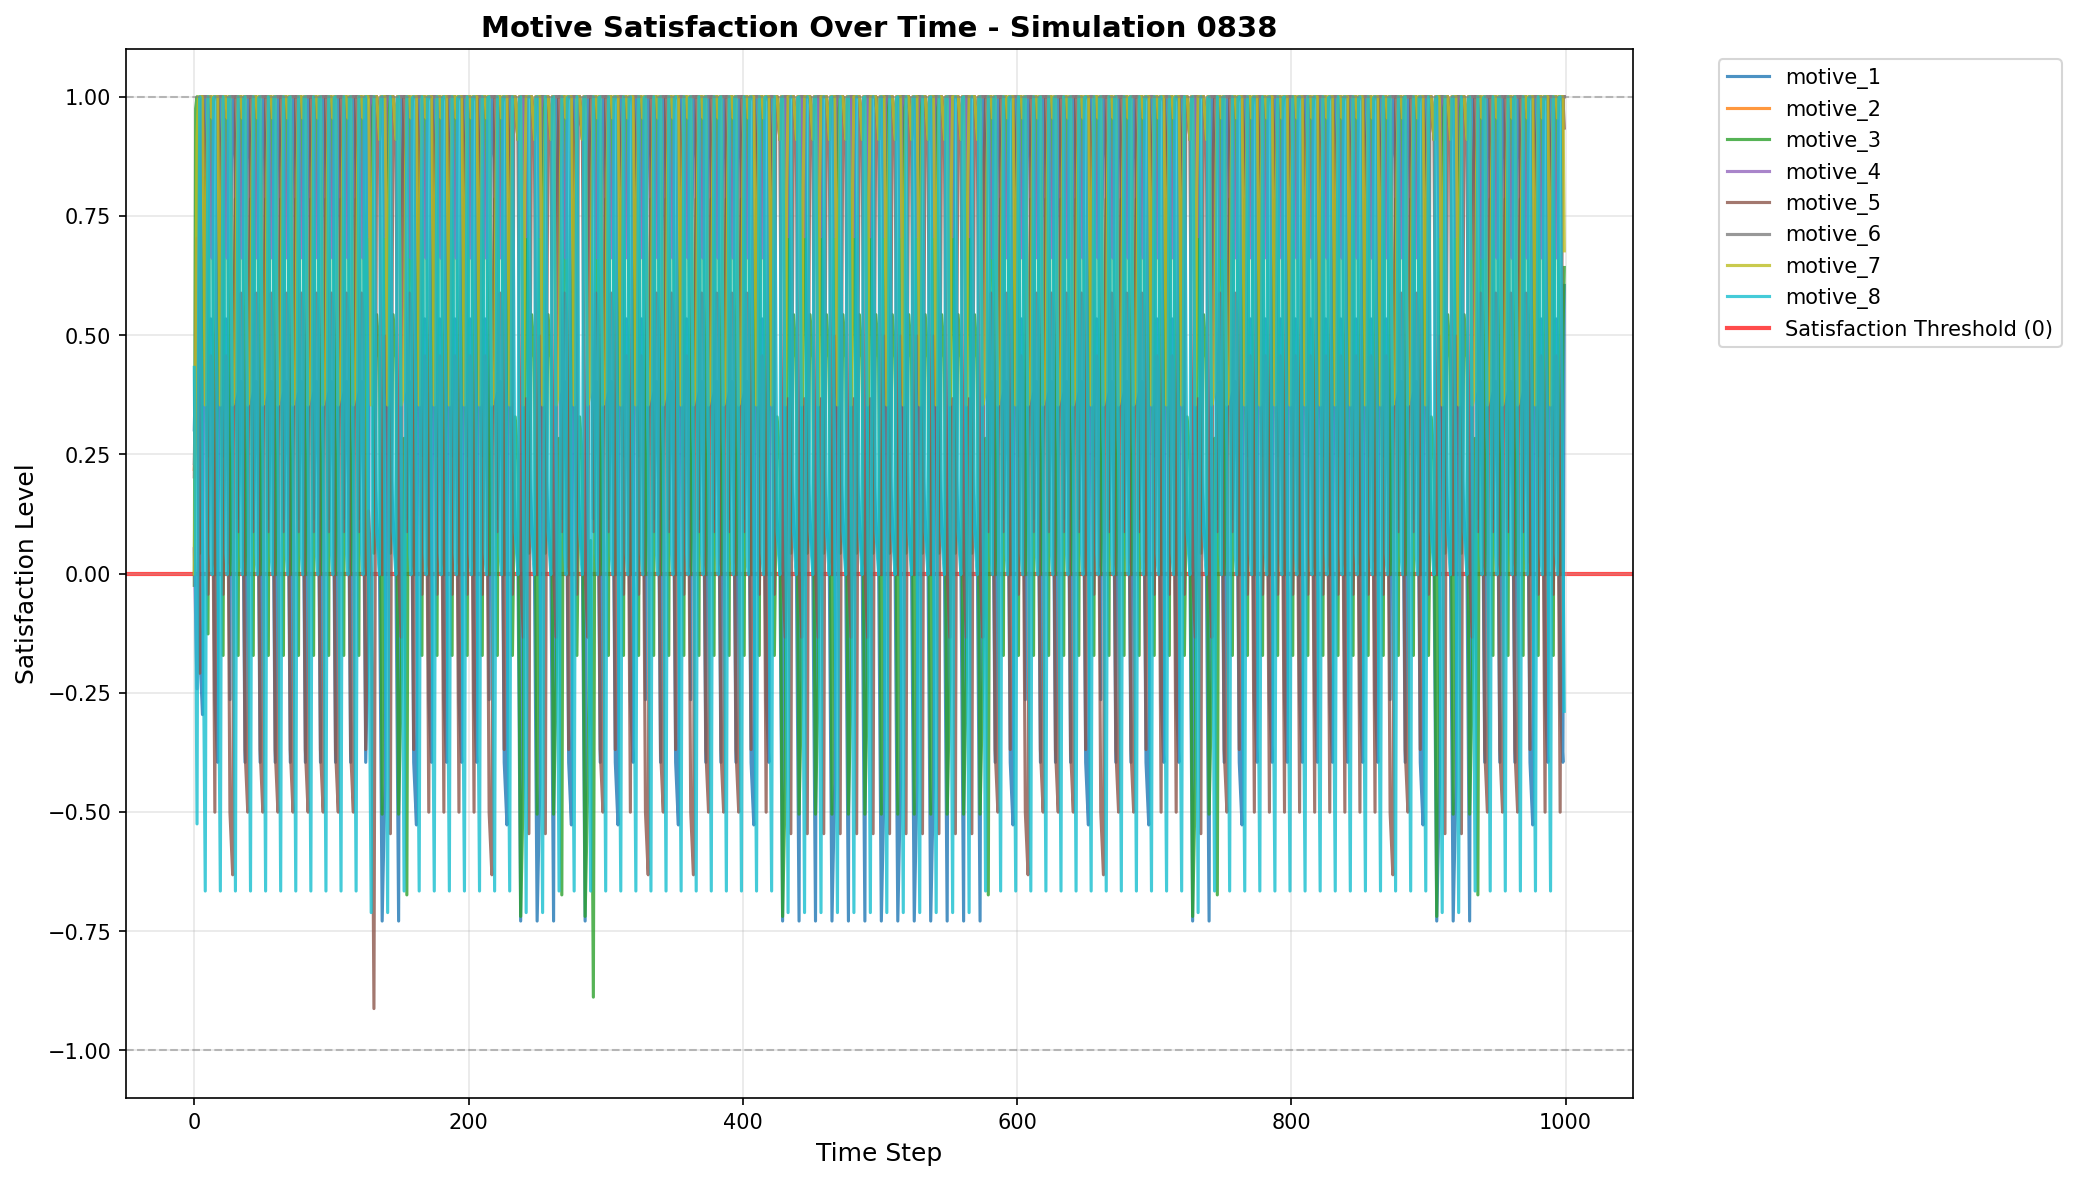 Motive Satisfaction Over Time - Simulation 0838
Satisfaction Level
1.00
0.75
0.50
0.25
0.00
−0.25
−0.50
−0.75
−1.00
0
200
400
600
800
1000
Time Step
motive_1
motive_2
motive_3
motive_4
motive_5
motive_6
motive_7
motive_8
Satisfaction Threshold (0)